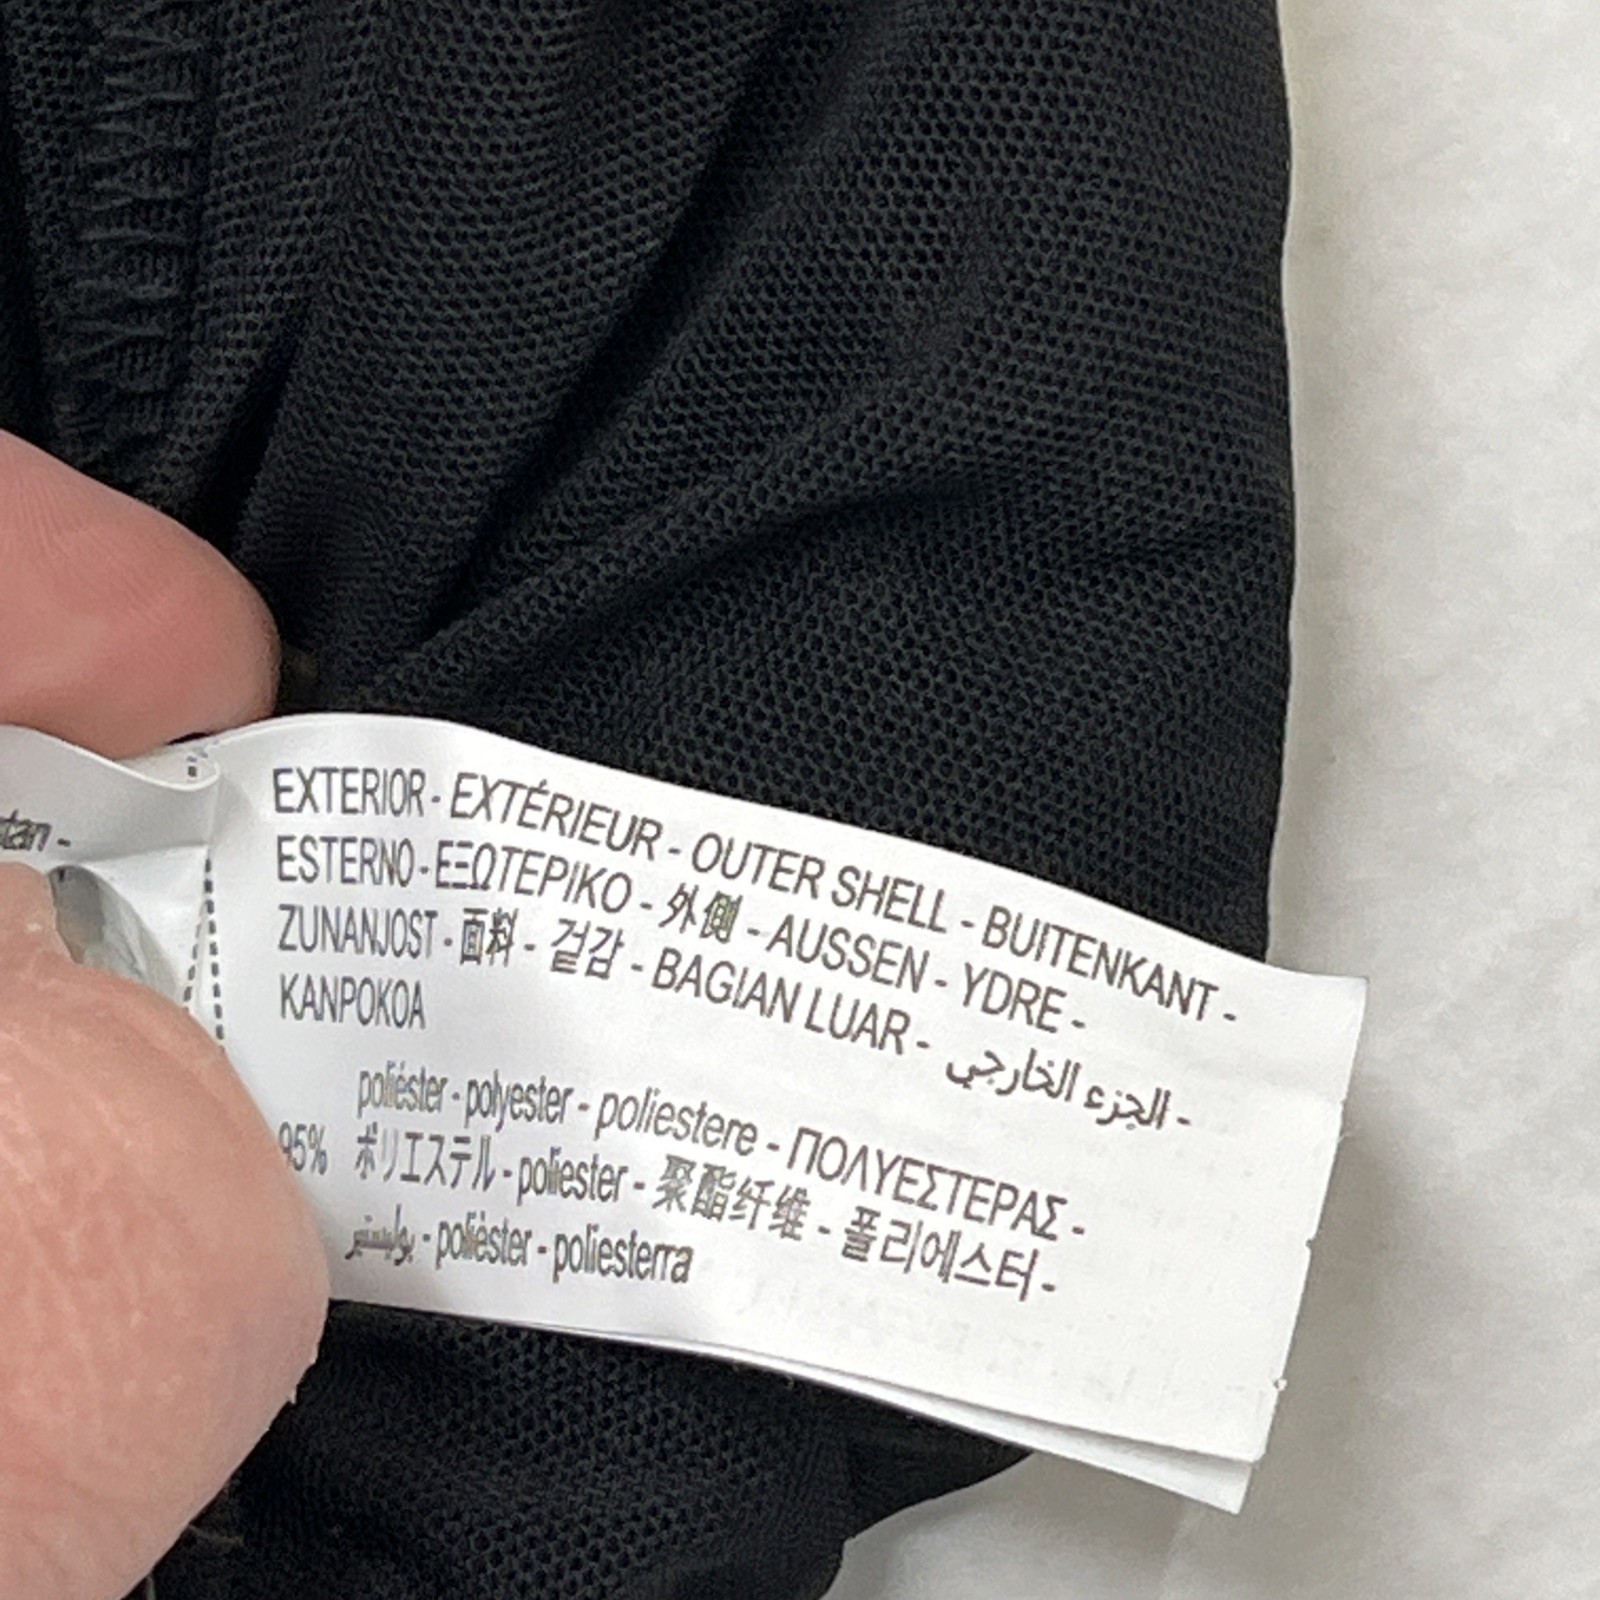 EXTERIOR - EXTÉRIEUR - OUTER SHELL - BUITENKANT -
ESTERNO - ΕΞΩΤΕΡΙΚΟ - 外側 - AUSSEN - YDRE -
ZUNANJOST - 面料 - 겉감 - BAGIAN LUAR - الجزء الخارجي -
KANPOKOA
poliéster - polyester - poliestere - ΠΟΛΥΕΣΤΕΡΑΣ -
95% ポリエステル - poliester - 聚酯纤维 - 폴리에스터 -
بوليستر - polièster - poliesterra